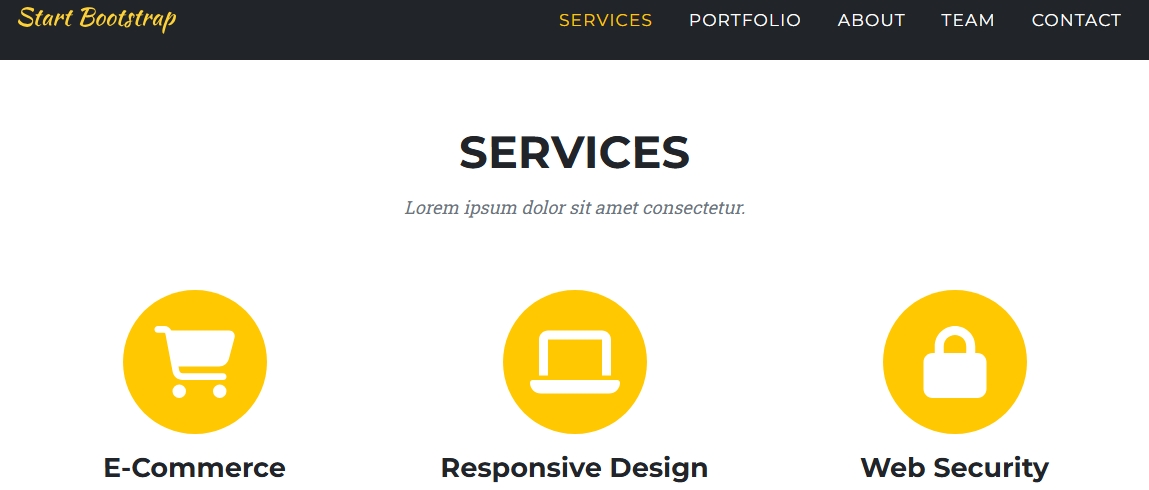 Start Bootstrap SERVICES PORTFOLIO ABOUT TEAM CONTACT
SERVICES
Lorem ipsum dolor sit amet consectetur.
E-Commerce Responsive Design Web Security